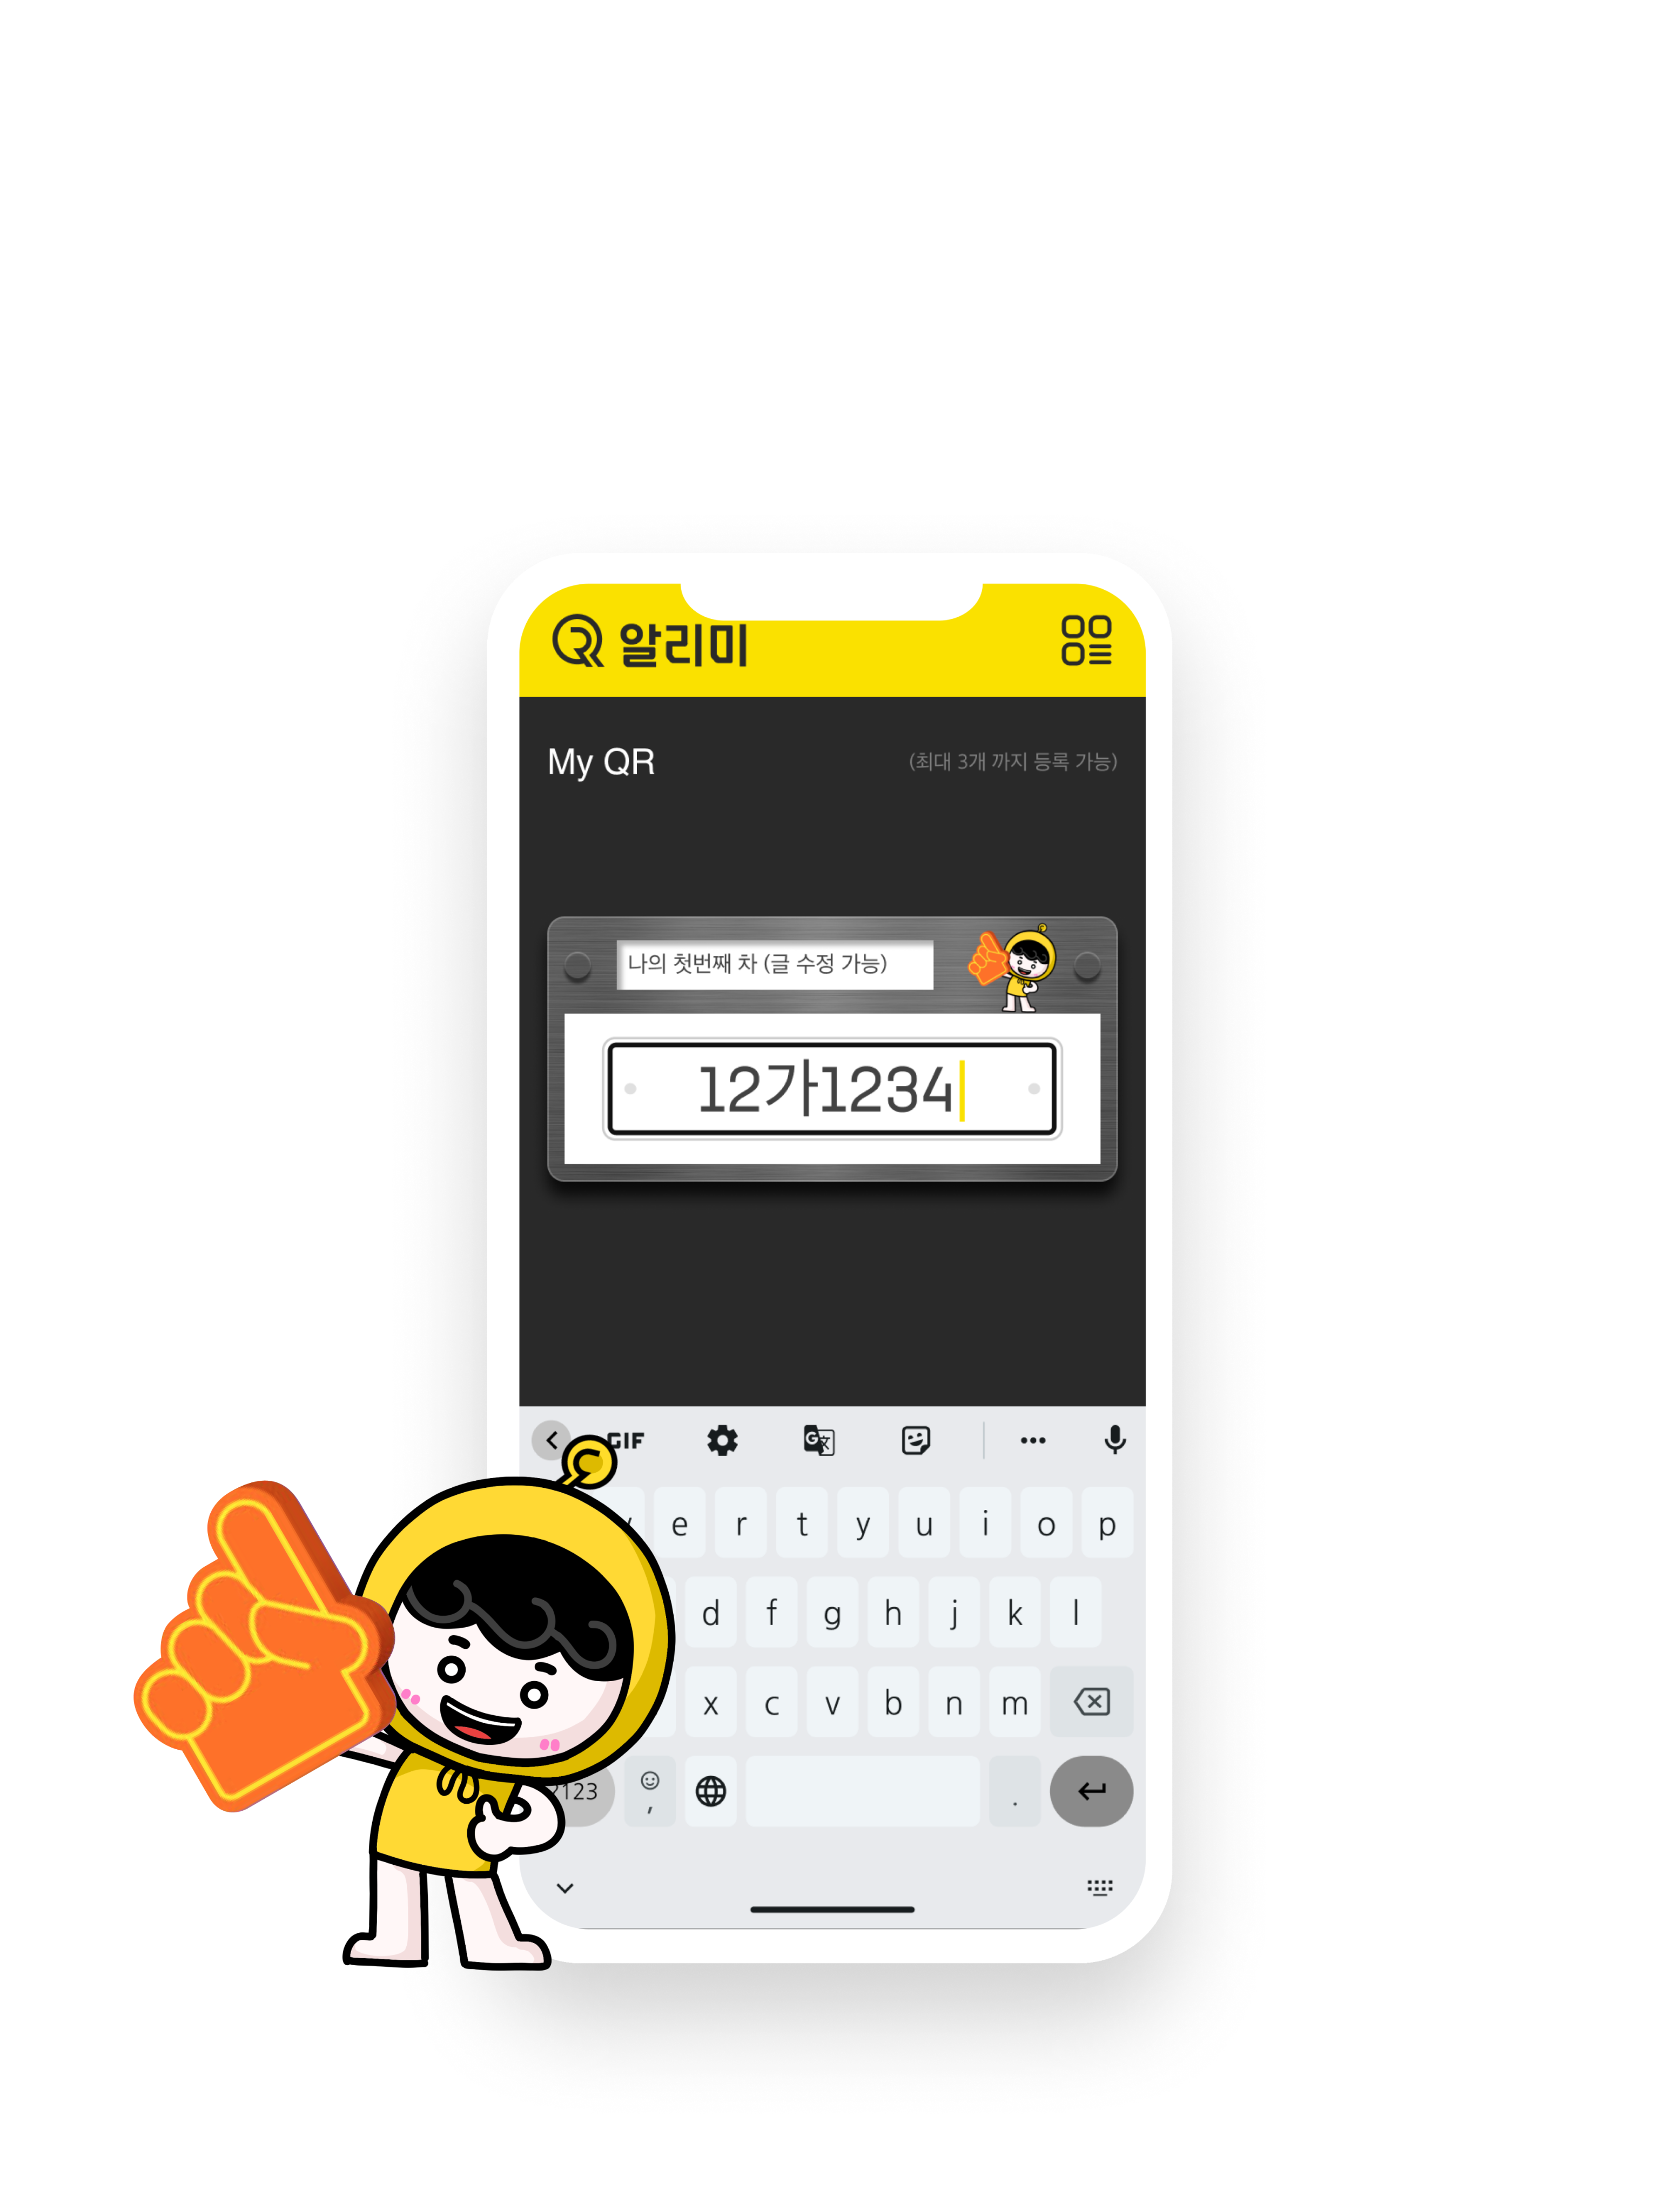 QR 알리미
My QR
(최대 3개 까지 등록 가능)
나의 첫번째 차 (글 수정 가능)
12가1234
GIF
e r t y u i o p
d f g h j k l
x c v b n m
123 , .